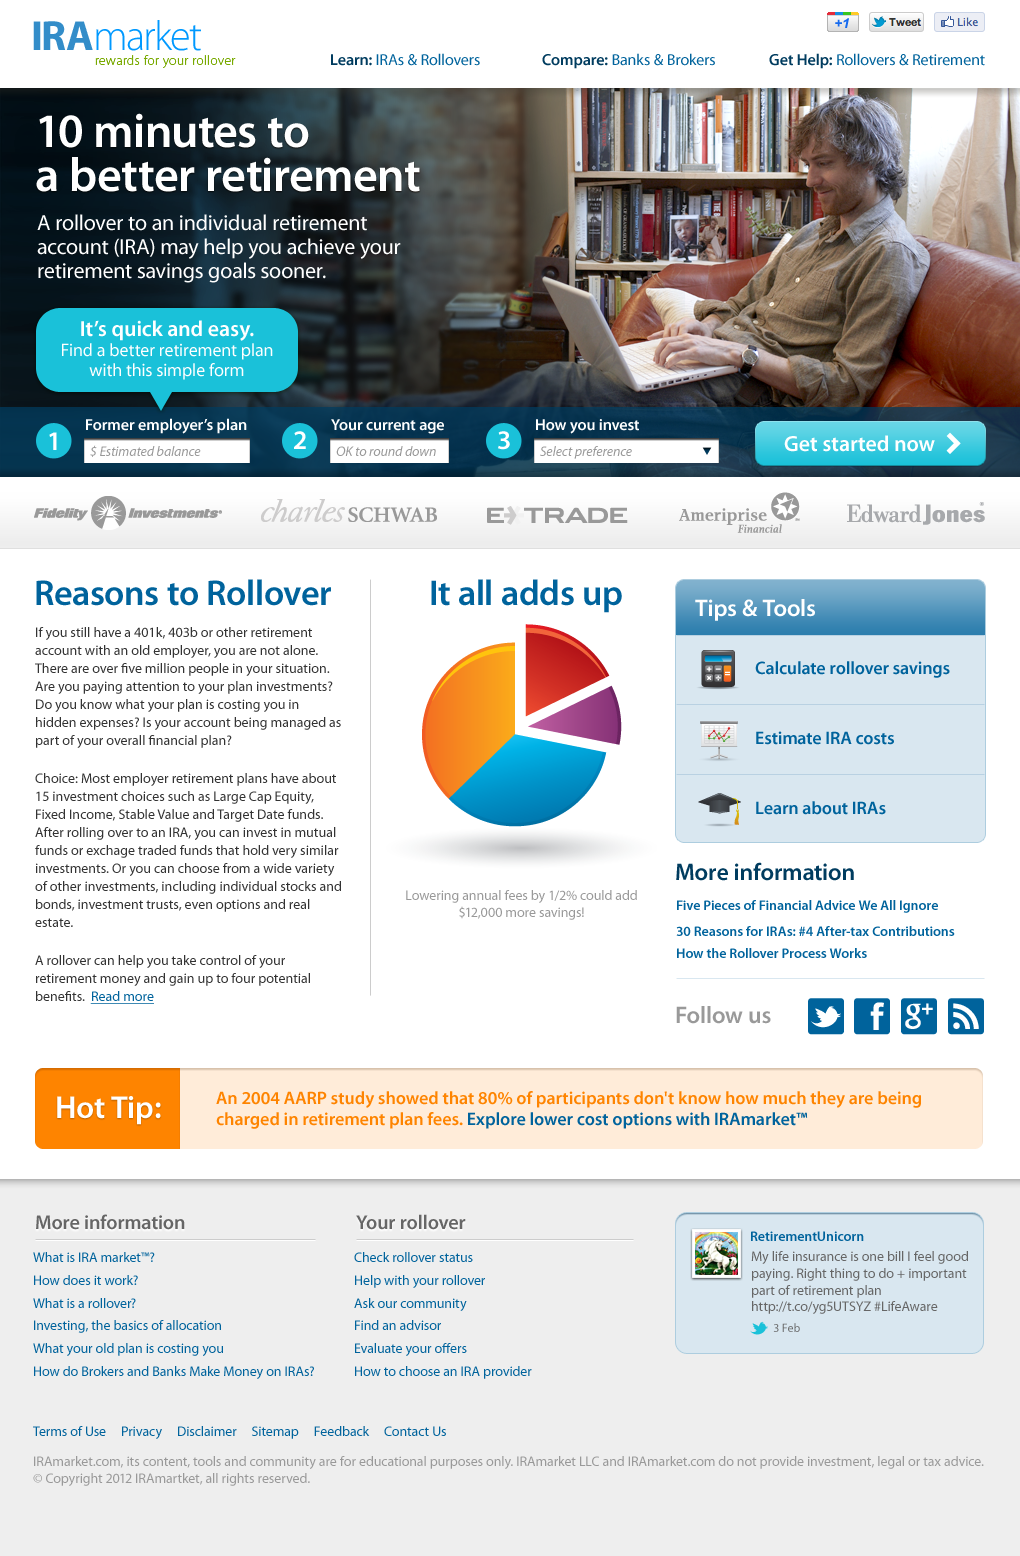 IRAmarket
rewards for your rollover
+1
Tweet
Like
Learn: IRAs & Rollovers
Compare: Banks & Brokers
Get Help: Rollovers & Retirement
10 minutes to
a better retirement
A rollover to an individual retirement
account (IRA) may help you achieve your
retirement savings goals sooner.
It's quick and easy.
Find a better retirement plan
with this simple form
1
Former employer's plan
$ Estimated balance
2
Your current age
OK to round down
3
How you invest
Select preference
Get started now
Fidelity Investments
charles SCHWAB
E TRADE
Ameriprise
Financial
Edward Jones
Reasons to Rollover
If you still have a 401k, 403b or other retirement
account with an old employer, you are not alone.
There are over five million people in your situation.
Are you paying attention to your plan investments?
Do you know what your plan is costing you in
hidden expenses? Is your account being managed as
part of your overall financial plan?
Choice: Most employer retirement plans have about
15 investment choices such as Large Cap Equity,
Fixed Income, Stable Value and Target Date funds.
After rolling over to an IRA, you can invest in mutual
funds or exchage traded funds that hold very similar
investments. Or you can choose from a wide variety
of other investments, including individual stocks and
bonds, investment trusts, even options and real
estate.
A rollover can help you take control of your
retirement money and gain up to four potential
benefits. Read more
It all adds up
Lowering annual fees by 1/2% could add
$12,000 more savings!
Tips & Tools
Calculate rollover savings
Estimate IRA costs
Learn about IRAs
More information
Five Pieces of Financial Advice We All Ignore
30 Reasons for IRAs: #4 After-tax Contributions
How the Rollover Process Works
Follow us
Hot Tip:
An 2004 AARP study showed that 80% of participants don't know how much they are being
charged in retirement plan fees. Explore lower cost options with IRAmarket™
More information
What is IRA market™?
How does it work?
What is a rollover?
Investing, the basics of allocation
What your old plan is costing you
How do Brokers and Banks Make Money on IRAs?
Your rollover
Check rollover status
Help with your rollover
Ask our community
Find an advisor
Evaluate your offers
How to choose an IRA provider
RetirementUnicorn
My life insurance is one bill I feel good
paying. Right thing to do + important
part of retirement plan
http://t.co/yg5UTSYZ #LifeAware
3 Feb
Terms of Use Privacy Disclaimer Sitemap Feedback Contact Us
IRAmarket.com, its content, tools and community are for educational purposes only. IRAmarket LLC and IRAmarket.com do not provide investment, legal or tax advice.
© Copyright 2012 IRAmartket, all rights reserved.